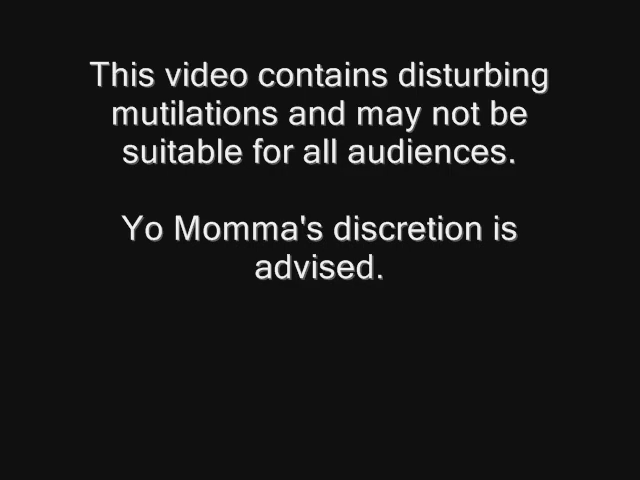 This video contains disturbing
mutilations and may not be
suitable for all audiences.
Yo Momma's discretion is
advised.